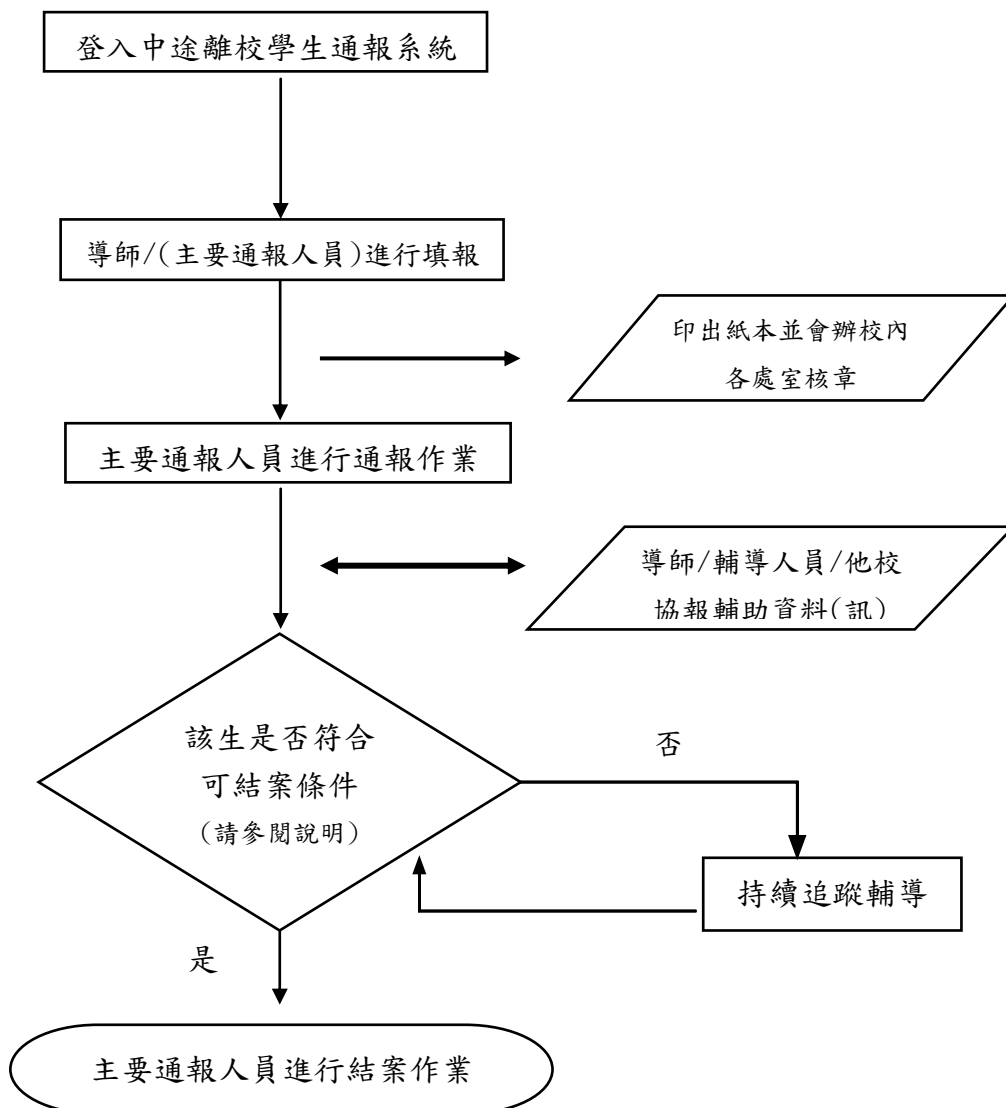 登入中途離校學生通報系統
導師/(主要通報人員)進行填報
印出紙本並會辦校內
各處室核章
主要通報人員進行通報作業
導師/輔導人員/他校
協報輔助資料(訊)
該生是否符合
可結案條件
(請參閱說明)
否
持續追蹤輔導
是
主要通報人員進行結案作業